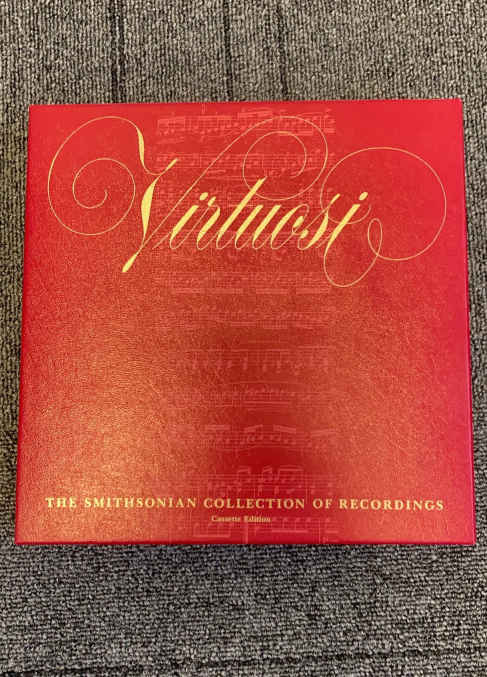 Virtuosi
THE SMITHSONIAN COLLECTION OF RECORDINGS
Cassette Edition